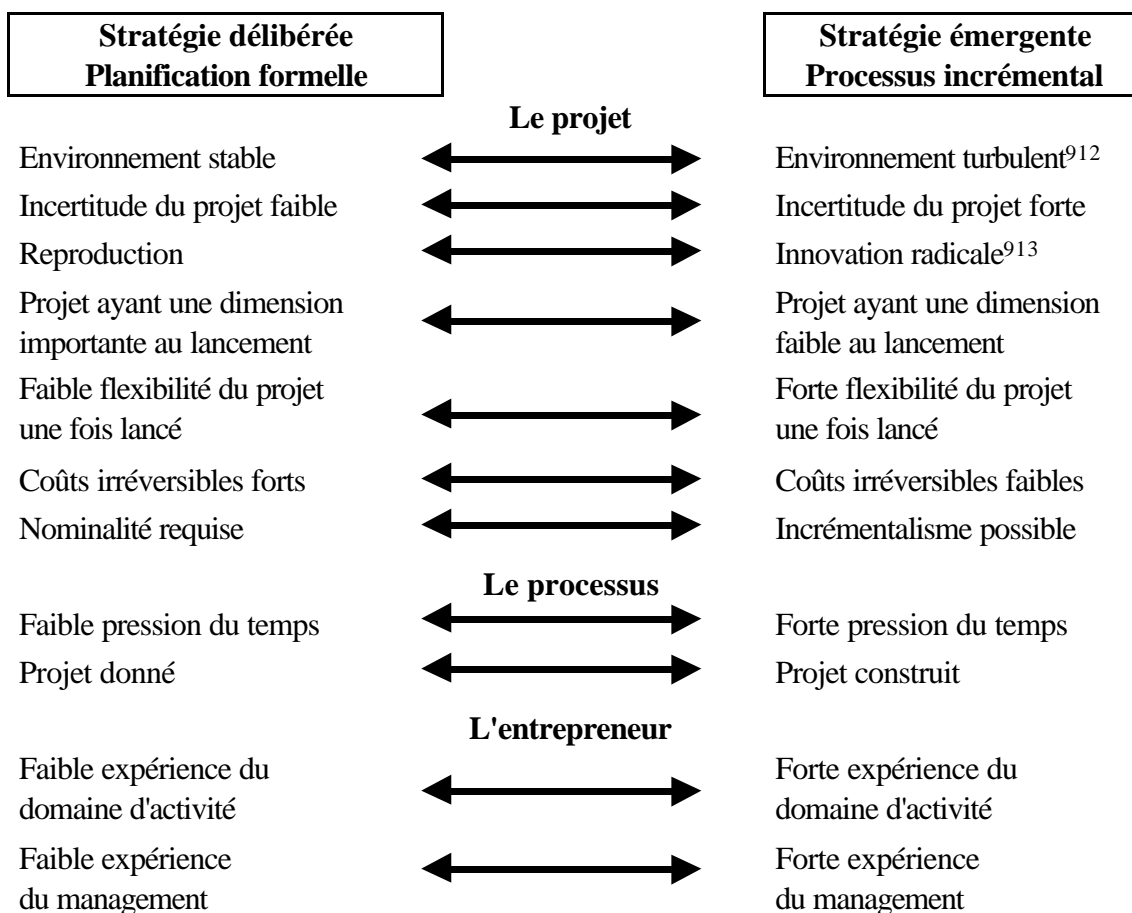 Stratégie délibérée
Planification formelle
Stratégie émergente
Processus incrémental
Le projet
Environnement stable
Environnement turbulent912
Incertitude du projet faible
Incertitude du projet forte
Reproduction
Innovation radicale913
Projet ayant une dimension
importante au lancement
Projet ayant une dimension
faible au lancement
Faible flexibilité du projet
une fois lancé
Forte flexibilité du projet
une fois lancé
Coûts irréversibles forts
Coûts irréversibles faibles
Nominalité requise
Incrémentalisme possible
Le processus
Faible pression du temps
Forte pression du temps
Projet donné
Projet construit
L'entrepreneur
Faible expérience du
domaine d'activité
Forte expérience du
domaine d'activité
Faible expérience
du management
Forte expérience
du management